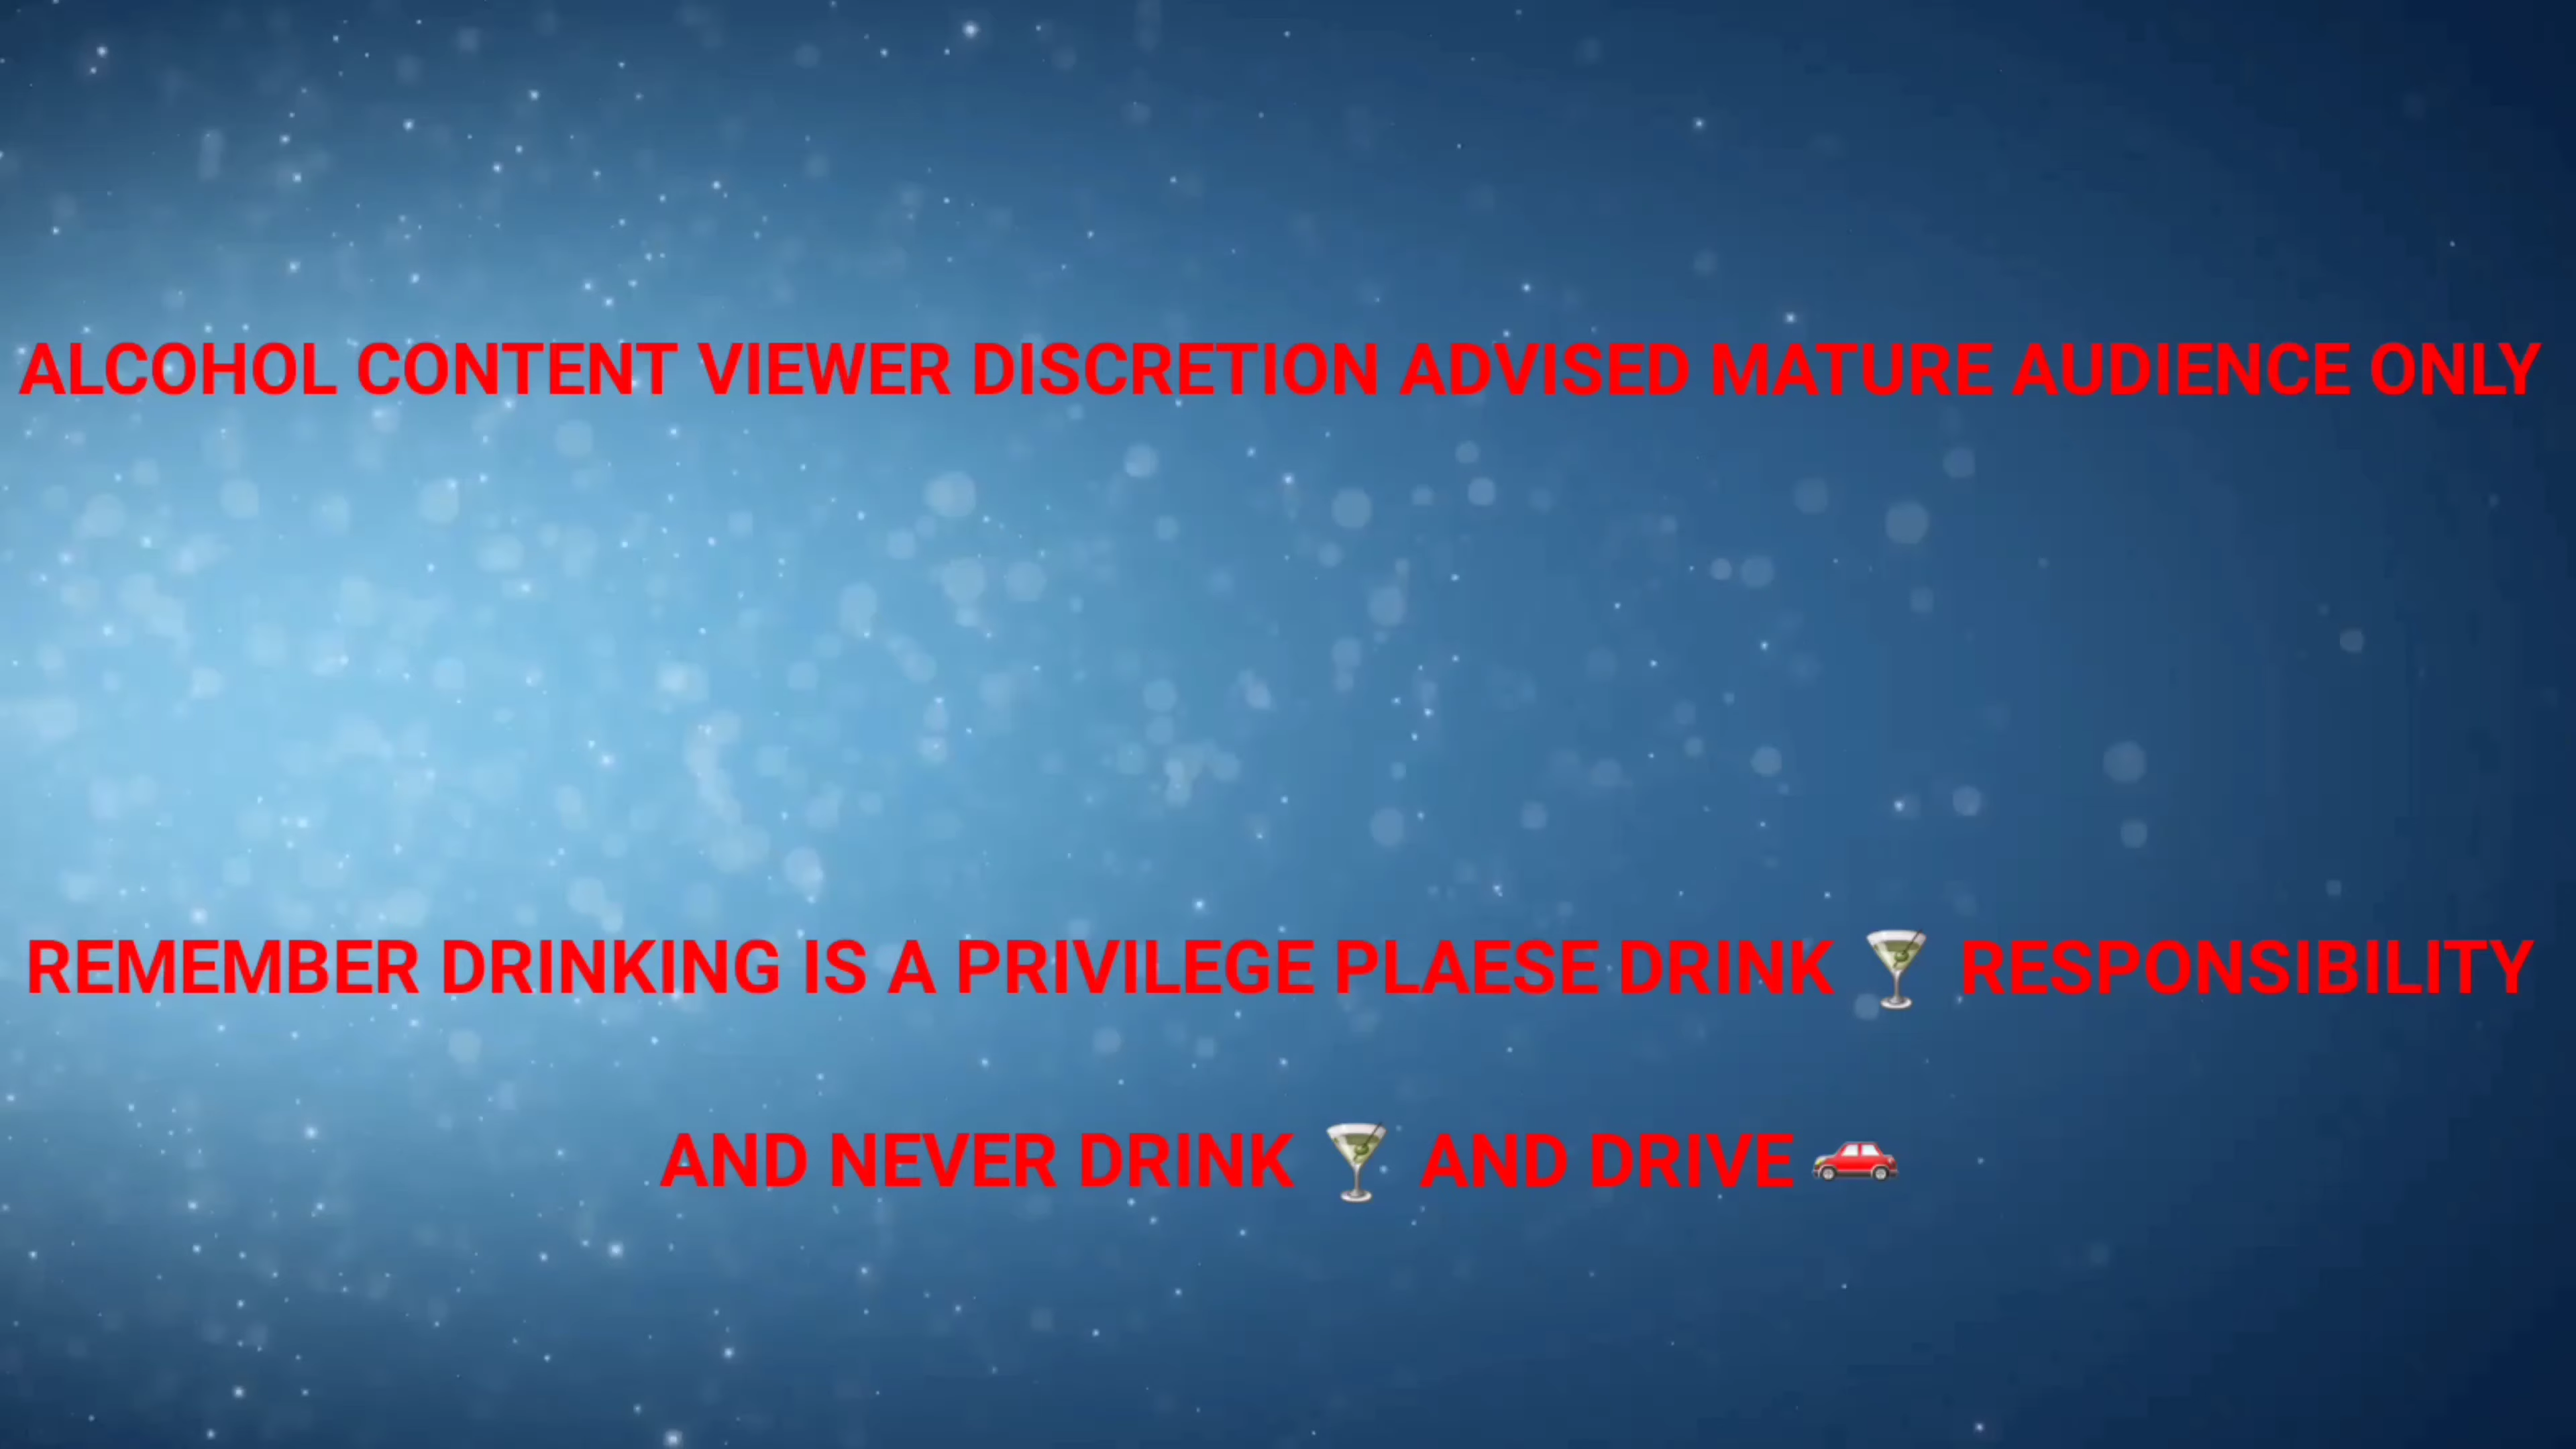 ALCOHOL CONTENT VIEWER DISCRETION ADVISED MATURE AUDIENCE ONLY
REMEMBER DRINKING IS A PRIVILEGE PLAESE DRINK 🍸 RESPONSIBILITY
AND NEVER DRINK 🍸 AND DRIVE 🚗